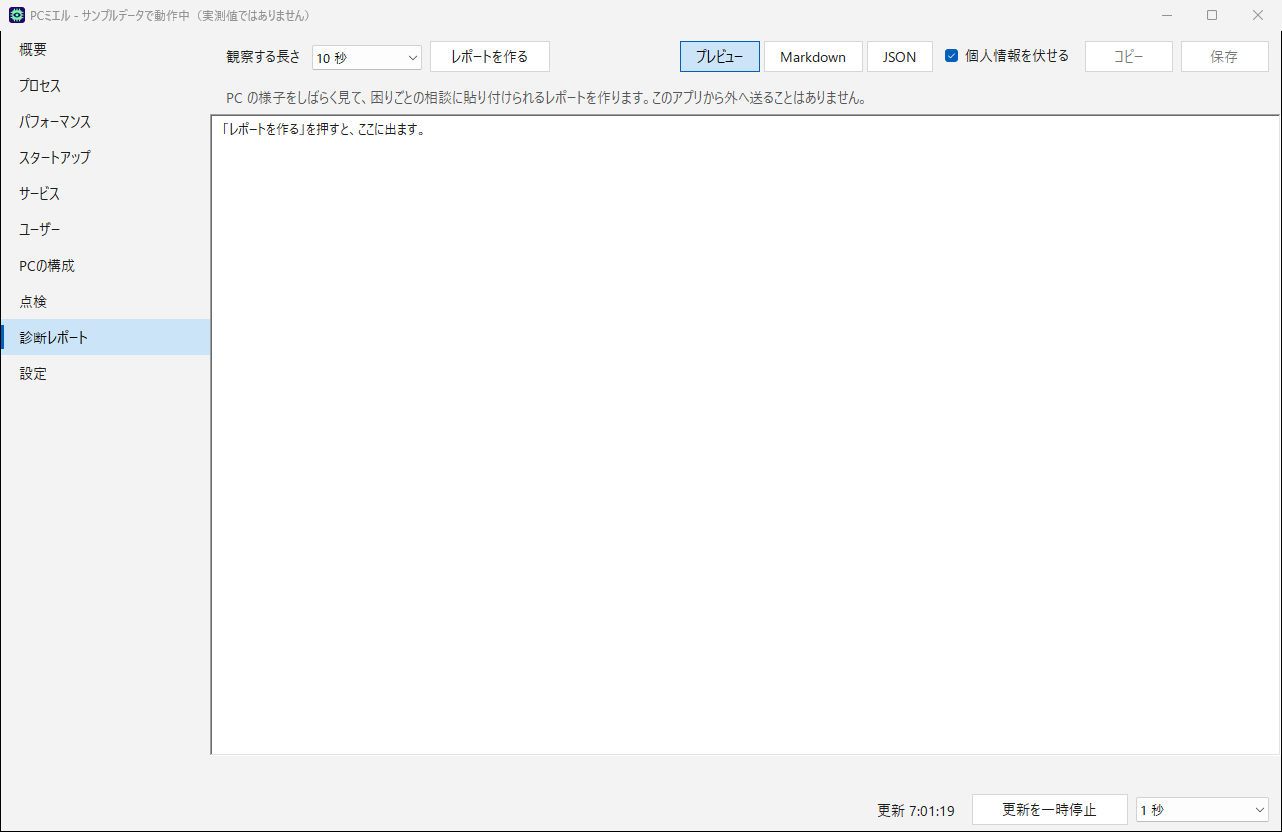 PCミエル - サンプルデータで動作中（実測値ではありません）
概要
プロセス
パフォーマンス
スタートアップ
サービス
ユーザー
PCの構成
点検
診断レポート
設定
観察する長さ 10 秒 レポートを作る プレビュー Markdown JSON 個人情報を伏せる コピー 保存
PC の様子をしばらく見て、困りごとの相談に貼り付けられるレポートを作ります。このアプリから外へ送ることはありません。
「レポートを作る」を押すと、ここに出ます。
更新 7:01:19 更新を一時停止 1 秒